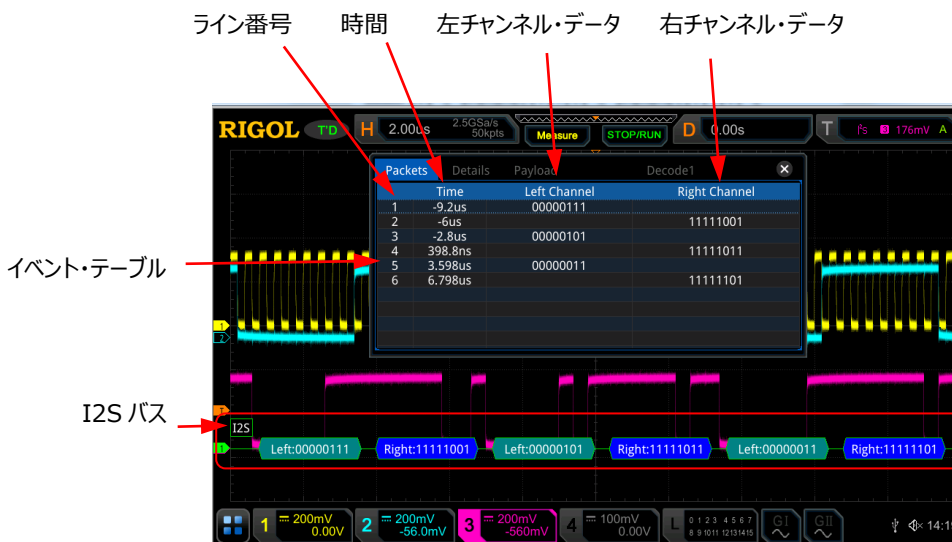 ライン番号 時間 左チャンネル・データ 右チャンネル・データ
RIGOL T'D H 2.00us 2.5GSa/s 50kpts Measure STOP/RUN D 0.00s T I²S 3 176mV A
Packets Details Payload Decode1
Time Left Channel Right Channel
1 -9.2us 00000111
2 -6us 11111001
3 -2.8us 00000101
4 398.8ns 11111011
5 3.598us 00000011
6 6.798us 11111101
イベント・テーブル
1
2
T
I2S バス
I2S
1 Left:00000111 Right:11111001 Left:00000101 Right:11111011 Left:00000011 Right:11111101
1 200mV 0.00V 2 200mV -56.0mV 3 200mV -560mV 4 100mV 0.00V L 0 1 2 3 4 5 6 7 8 9 10 11 12 13 14 15 GI GII